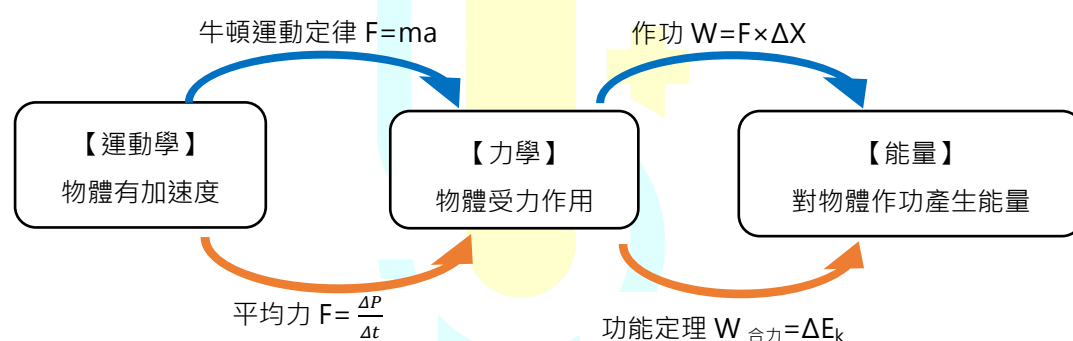 牛頓運動定律 F=ma
作功 W=F×ΔX
【運動學】
物體有加速度
【力學】
物體受力作用
【能量】
對物體作功產生能量
平均力 F=ΔP/Δt
功能定理 W 合力=ΔEk